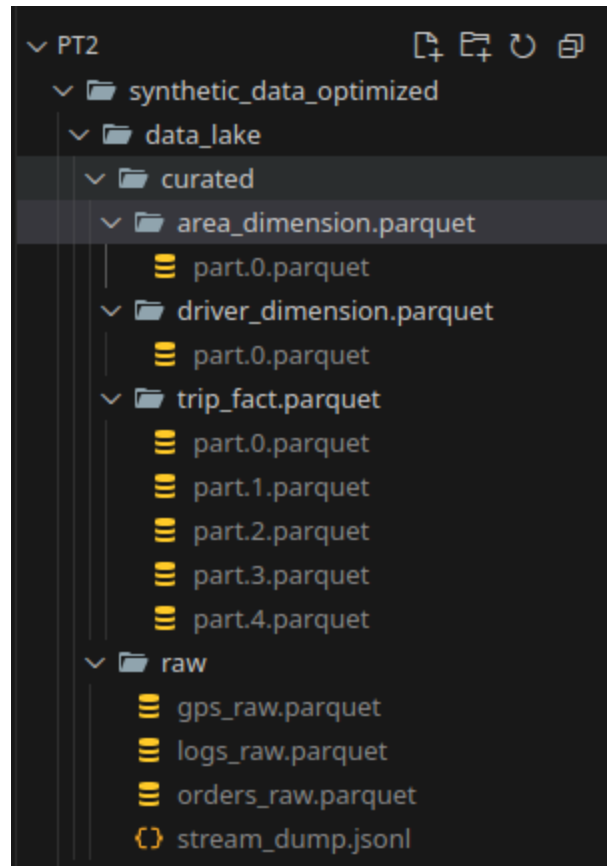 PT2
synthetic_data_optimized
data_lake
curated
area_dimension.parquet
part.0.parquet
driver_dimension.parquet
part.0.parquet
trip_fact.parquet
part.0.parquet
part.1.parquet
part.2.parquet
part.3.parquet
part.4.parquet
raw
gps_raw.parquet
logs_raw.parquet
orders_raw.parquet
stream_dump.jsonl